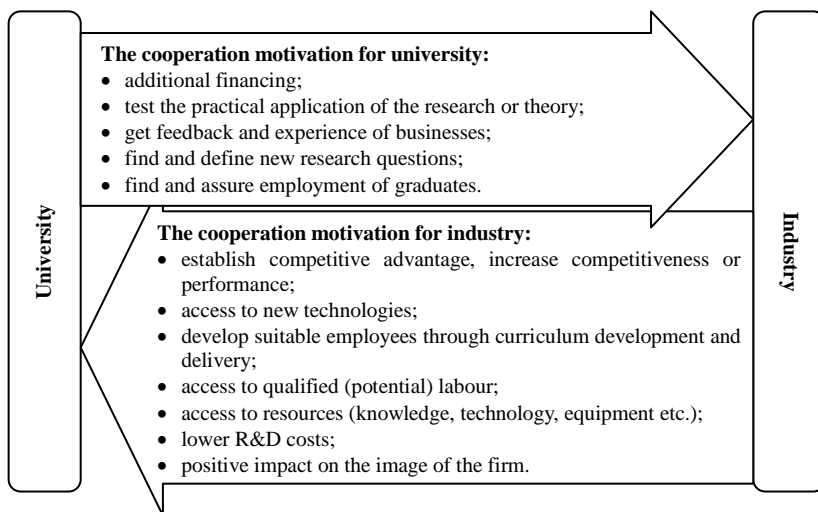 University
The cooperation motivation for university:
• additional financing;
• test the practical application of the research or theory;
• get feedback and experience of businesses;
• find and define new research questions;
• find and assure employment of graduates.
The cooperation motivation for industry:
• establish competitive advantage, increase competitiveness or
performance;
• access to new technologies;
• develop suitable employees through curriculum development and
delivery;
• access to qualified (potential) labour;
• access to resources (knowledge, technology, equipment etc.);
• lower R&D costs;
• positive impact on the image of the firm.
Industry